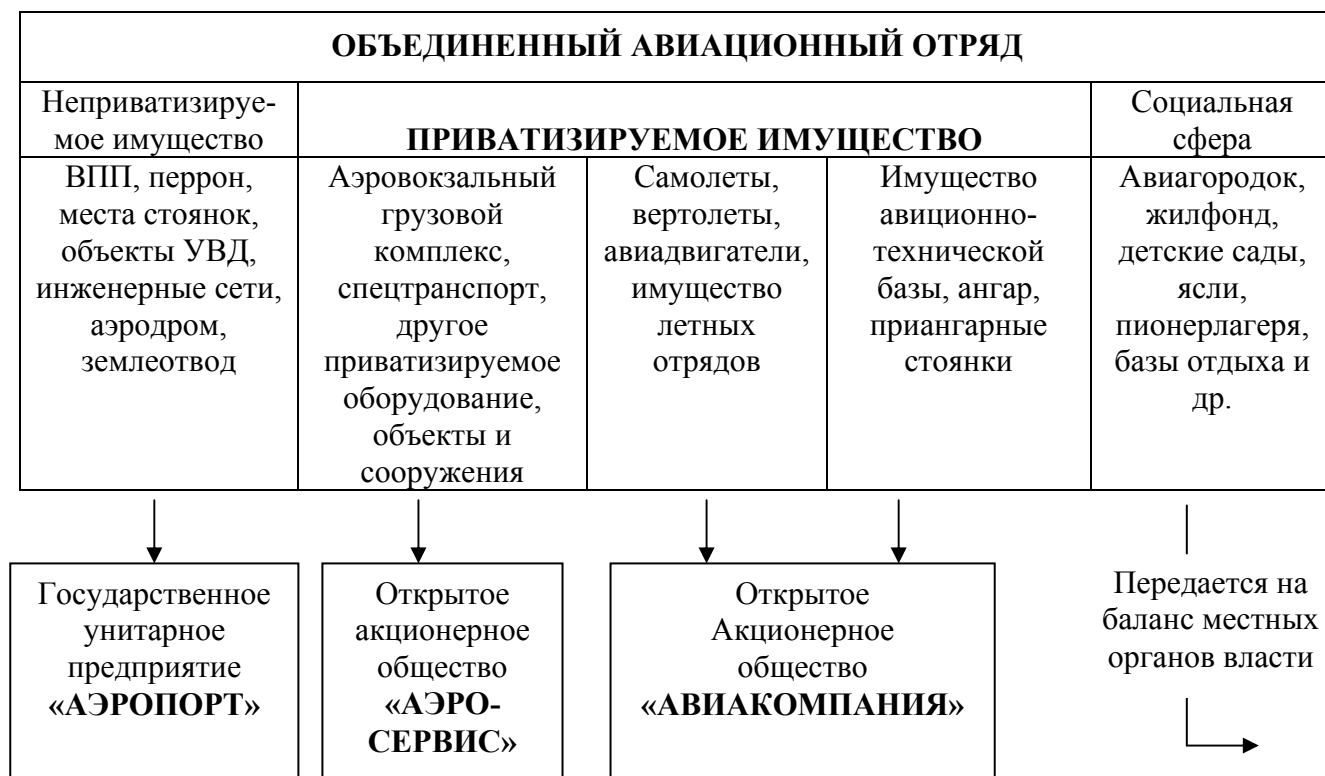 ОБЪЕДИНЕННЫЙ АВИАЦИОННЫЙ ОТРЯД
Неприватизируе-
мое имущество
ПРИВАТИЗИРУЕМОЕ ИМУЩЕСТВО
Социальная
сфера
ВПП, перрон,
места стоянок,
объекты УВД,
инженерные сети,
аэродром,
землеотвод
Аэровокзальный
грузовой
комплекс,
спецтранспорт,
другое
приватизируемое
оборудование,
объекты и
сооружения
Самолеты,
вертолеты,
авиадвигатели,
имущество
летных
отрядов
Имущество
авиционно-
технической
базы, ангар,
приангарные
стоянки
Авиагородок,
жилфонд,
детские сады,
ясли,
пионерлагеря,
базы отдыха и
др.
Государственное
унитарное
предприятие
«АЭРОПОРТ»
Открытое
акционерное
общество
«АЭРО-
СЕРВИС»
Открытое
Акционерное
общество
«АВИАКОМПАНИЯ»
Передается на
баланс местных
органов власти